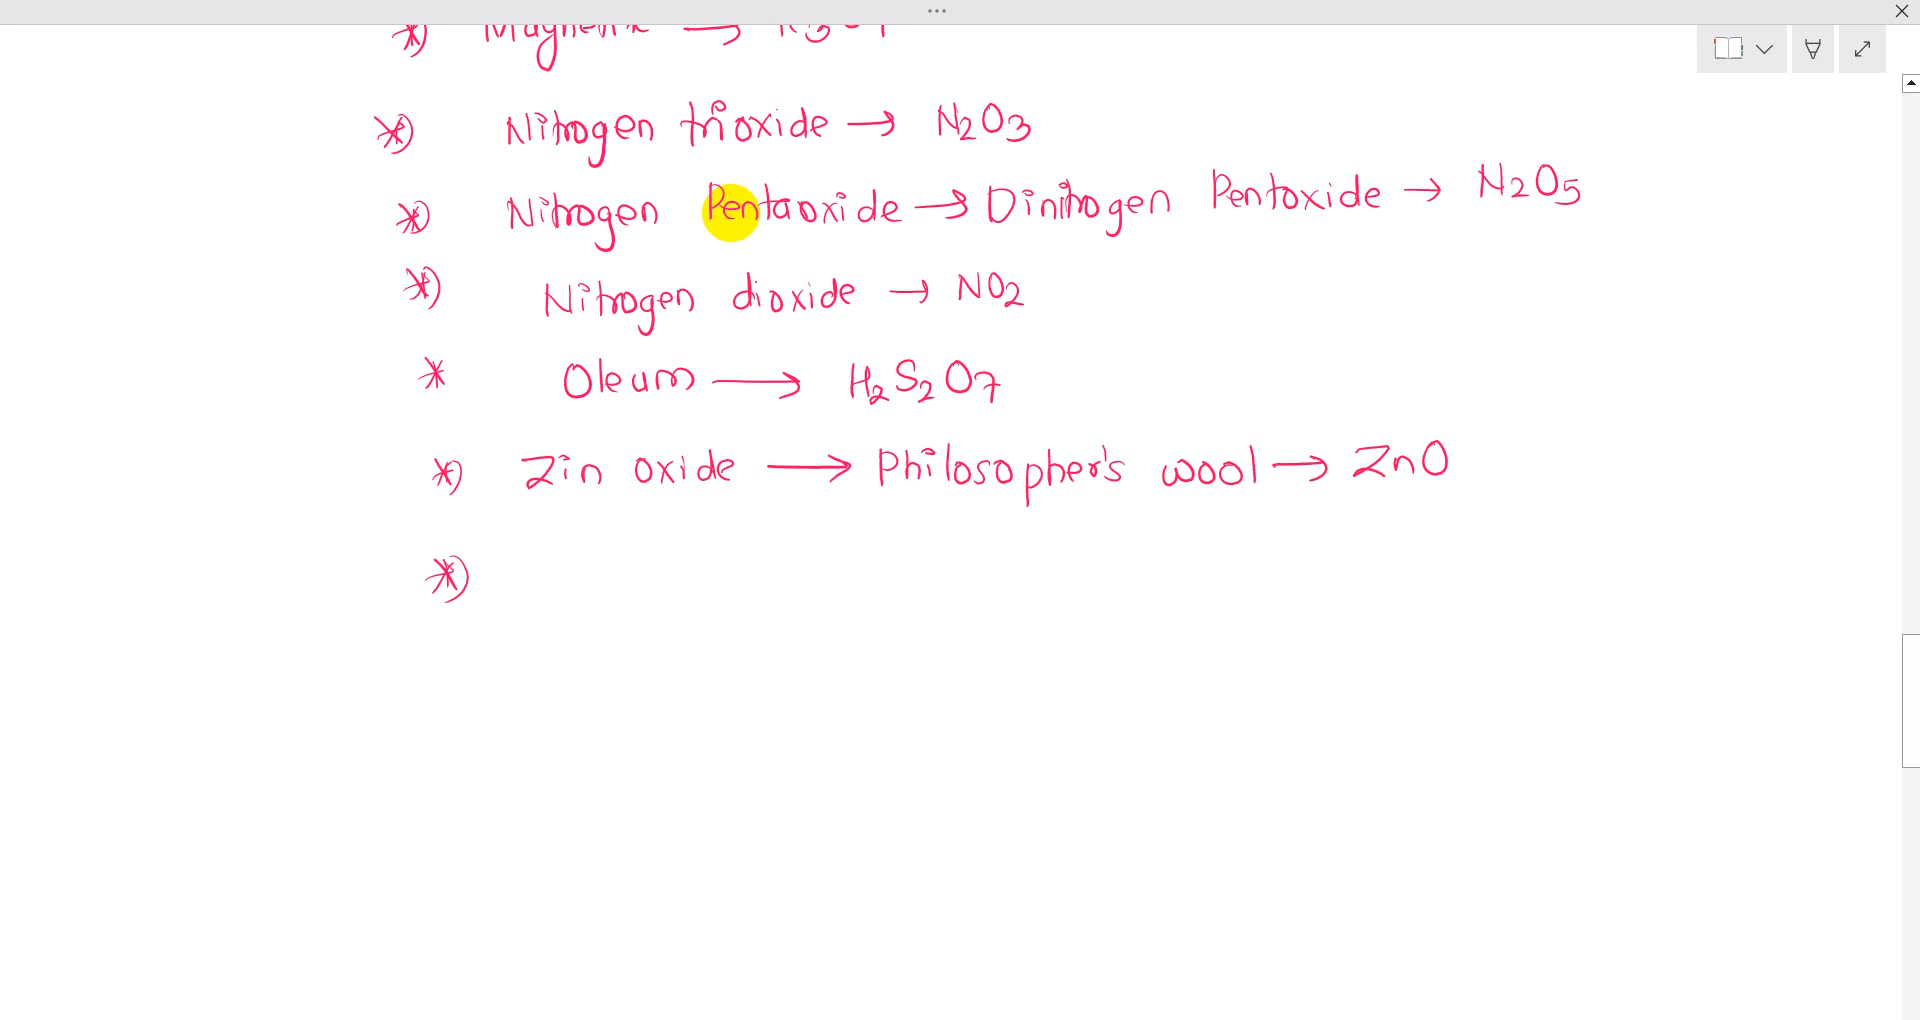 *) Nitrogen trioxide → N2O3
*) Nitrogen Pentaoxide → Dinitrogen Pentoxide → N2O5
*) Nitrogen dioxide → NO2
* Oleum → H2S2O7
*) Zin oxide → Philosopher's wool → ZnO
*)